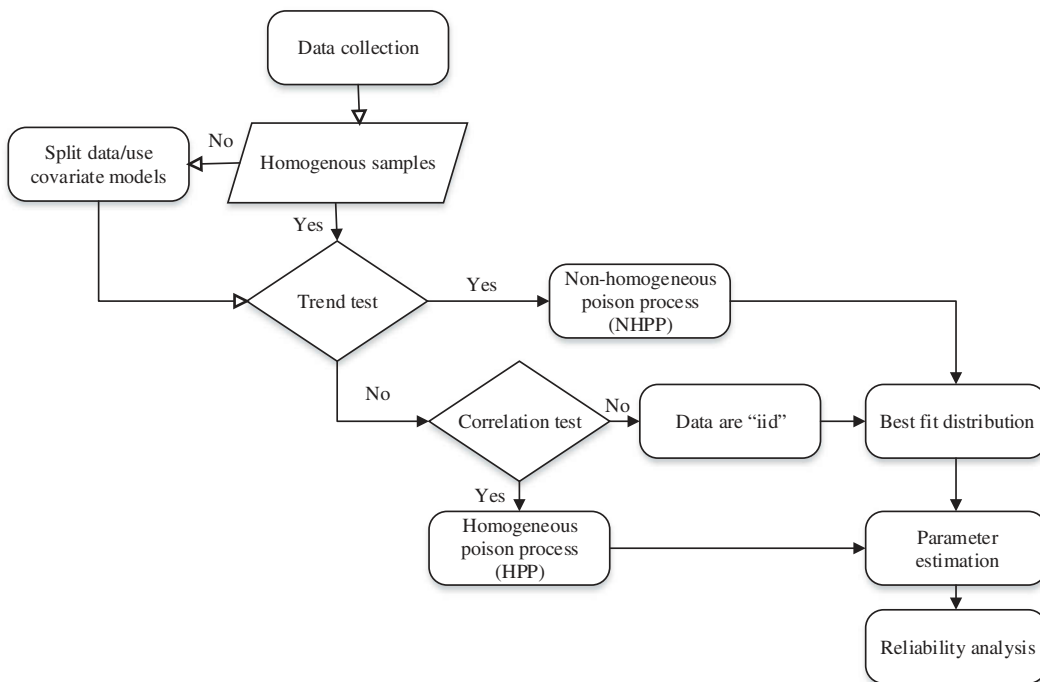 Data collection
No
Split data/use
covariate models
Homogenous samples
Yes
Trend test
Yes
Non-homogeneous
poison process
(NHPP)
No
Correlation test
No
Data are “iid”
Best fit distribution
Yes
Homogeneous
poison process
(HPP)
Parameter
estimation
Reliability analysis